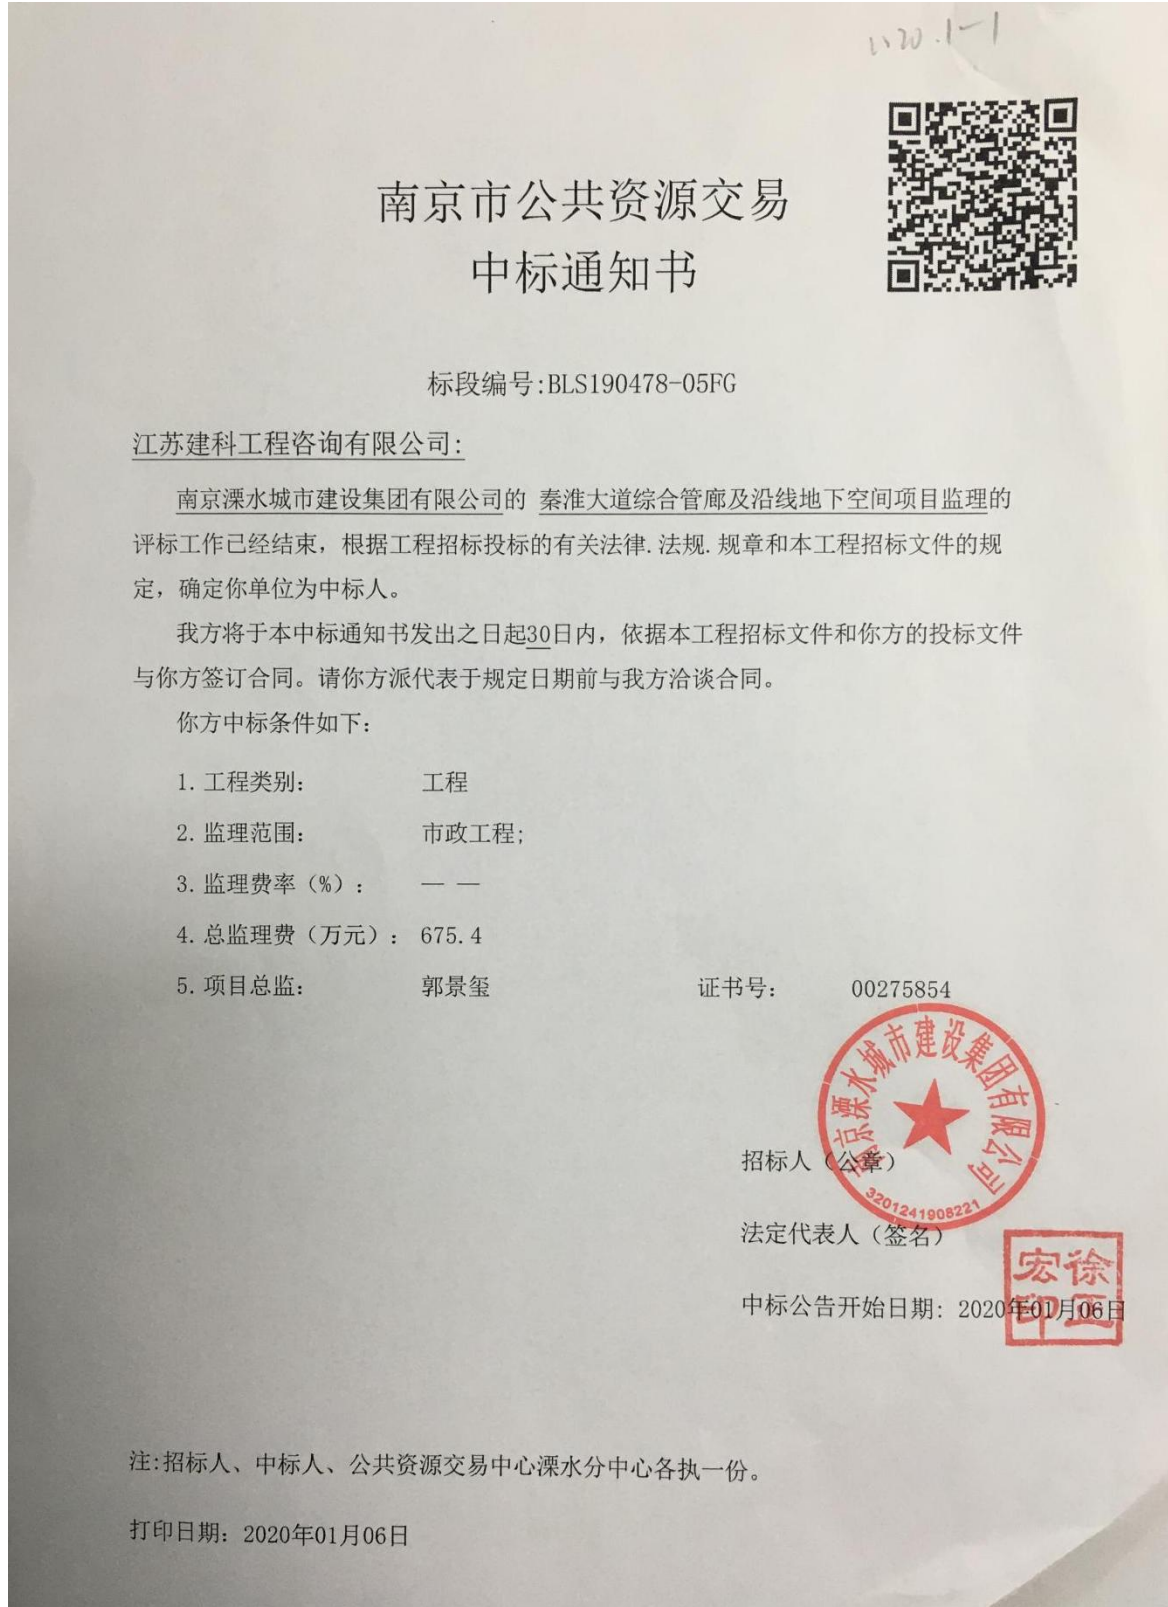 1120.1-1
南京市公共资源交易
中标通知书
标段编号:BLS190478-05FG
江苏建科工程咨询有限公司:
南京溧水城市建设集团有限公司的 秦淮大道综合管廊及沿线地下空间项目监理的
评标工作已经结束，根据工程招标投标的有关法律.法规.规章和本工程招标文件的规
定，确定你单位为中标人。
我方将于本中标通知书发出之日起30日内，依据本工程招标文件和你方的投标文件
与你方签订合同。请你方派代表于规定日期前与我方洽谈合同。
你方中标条件如下:
1.工程类别: 工程
2.监理范围: 市政工程;
3.监理费率（%）: — —
4.总监理费（万元）: 675.4
5.项目总监: 郭景玺 证书号: 00275854
南京溧水城市建设集团有限公司
招标人（公章）
3201241908221
法定代表人（签名）
徐正宏印
中标公告开始日期: 2020年01月06日
注:招标人、中标人、公共资源交易中心溧水分中心各执一份。
打印日期: 2020年01月06日